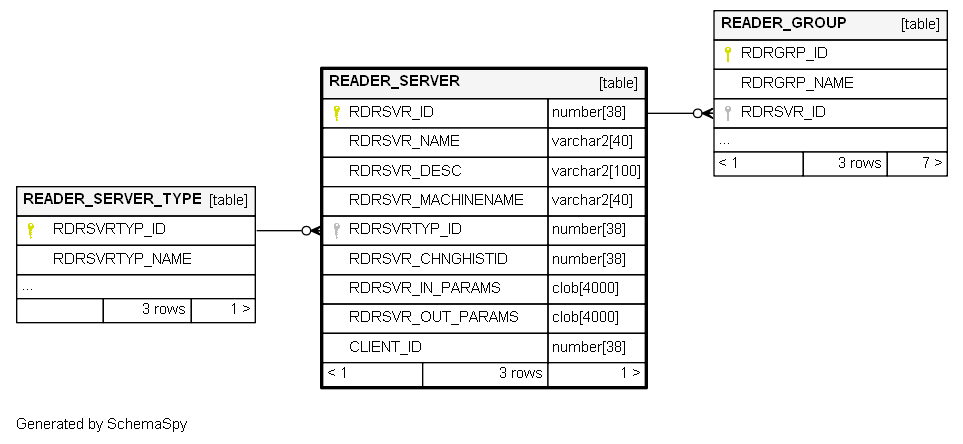 READER_GROUP [table]
RDRGRP_ID
RDRGRP_NAME
RDRSVR_ID
...
< 1 3 rows 7 >
READER_SERVER [table]
RDRSVR_ID number[38]
RDRSVR_NAME varchar2[40]
RDRSVR_DESC varchar2[100]
RDRSVR_MACHINENAME varchar2[40]
RDRSVRTYP_ID number[38]
RDRSVR_CHNGHISTID number[38]
RDRSVR_IN_PARAMS clob[4000]
RDRSVR_OUT_PARAMS clob[4000]
CLIENT_ID number[38]
< 1 3 rows 1 >
READER_SERVER_TYPE [table]
RDRSVRTYP_ID
RDRSVRTYP_NAME
...
3 rows 1 >
Generated by SchemaSpy